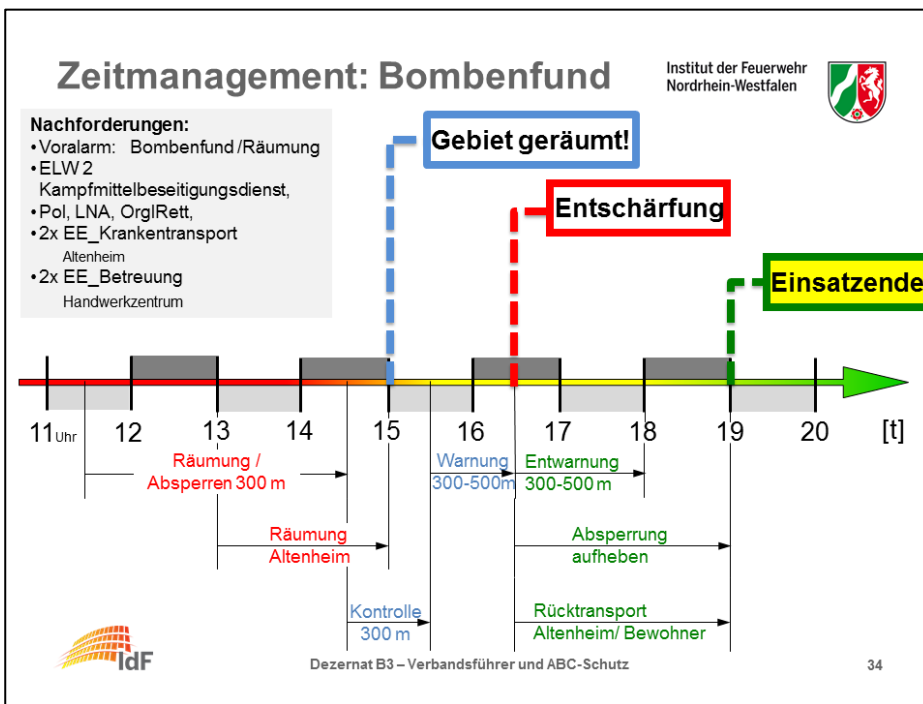 Zeitmanagement: Bombenfund
Institut der Feuerwehr
Nordrhein-Westfalen
Nachforderungen:
•Voralarm: Bombenfund /Räumung
•ELW 2
Kampfmittelbeseitigungsdienst,
•Pol, LNA, OrglRett,
•2x EE_Krankentransport
Altenheim
•2x EE_Betreuung
Handwerkzentrum
Gebiet geräumt!
Entschärfung
Einsatzende
11 Uhr 12 13 14 15 16 17 18 19 20 [t]
Räumung /
Absperren 300 m
Warnung
300-500m
Entwarnung
300-500 m
Räumung
Altenheim
Absperrung
aufheben
Kontrolle
300 m
Rücktransport
Altenheim/ Bewohner
IdF
Dezernat B3 – Verbandsführer und ABC-Schutz
34